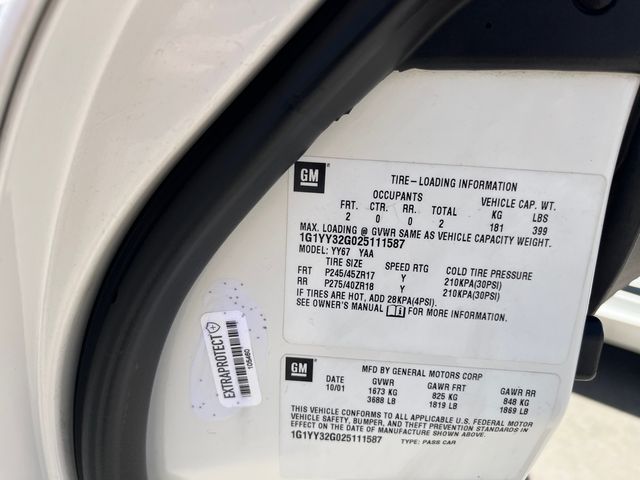 GM
TIRE-LOADING INFORMATION
OCCUPANTS VEHICLE CAP. WT.
FRT. CTR. RR. TOTAL KG LBS
2 0 0 2 181 399
MAX. LOADING @ GVWR SAME AS VEHICLE CAPACITY WEIGHT.
1G1YY32G025111587
MODEL: YY67 YAA
TIRE SIZE SPEED RTG COLD TIRE PRESSURE
FRT P245/45ZR17 Y 210KPA(30PSI)
RR P275/40ZR18 Y 210KPA(30PSI)
IF TIRES ARE HOT, ADD 28KPA(4PSI).
SEE OWNER'S MANUAL FOR MORE INFORMATION.
EXTRAPROTECT
GM
MFD BY GENERAL MOTORS CORP
DATE GVWR GAWR FRT GAWR RR
10/01 1673 KG 825 KG 848 KG
3688 LB 1819 LB 1869 LB
THIS VEHICLE CONFORMS TO ALL APPLICABLE U.S. FEDERAL MOTOR
VEHICLE SAFETY, BUMPER, AND THEFT PREVENTION STANDARDS IN
EFFECT ON THE DATE OF MANUFACTURE SHOWN ABOVE.
1G1YY32G025111587 TYPE: PASS CAR